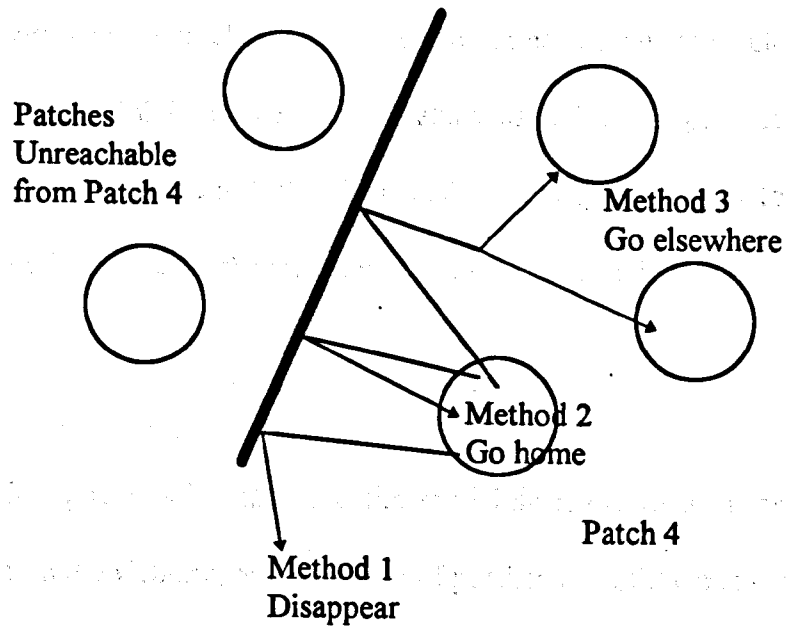 Patches
Unreachable
from Patch 4
Method 3
Go elsewhere
Method 2
Go home
Patch 4
Method 1
Disappear